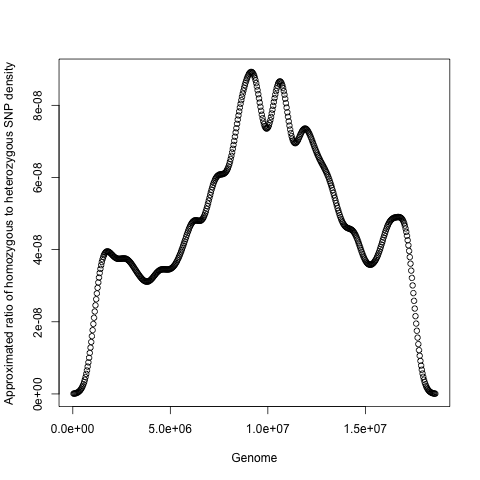 Approximated ratio of homozygous to heterozygous SNP density
8e-08
6e-08
4e-08
2e-08
0e+00
0.0e+00 5.0e+06 1.0e+07 1.5e+07
Genome